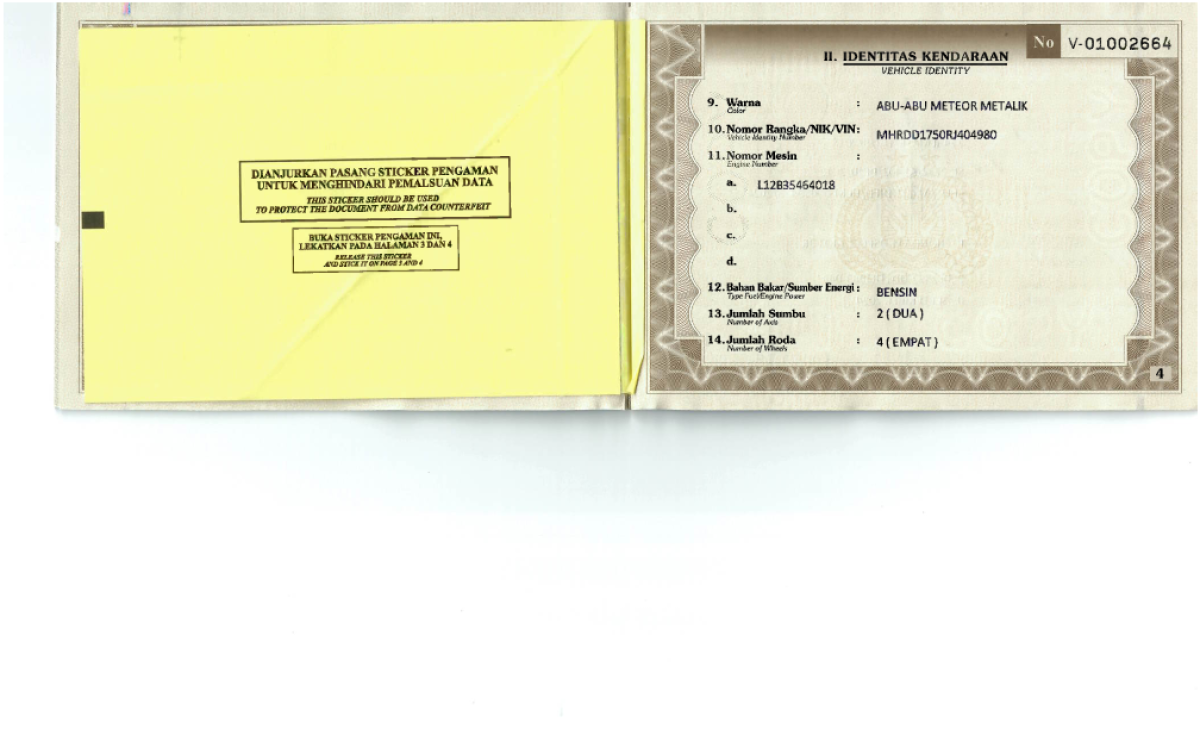 DIANJURKAN PASANG STICKER PENGAMAN
UNTUK MENGHINDARI PEMALSUAN DATA
THIS STICKER SHOULD BE USED
TO PROTECT THE DOCUMENT FROM DATA COUNTERFEIT
BUKA STICKER PENGAMAN INI,
LEKATKAN PADA HALAMAN 3 DAN 4
RELEASE THIS STICKER
AND STICK IT ON PAGE 3 AND 4
No V-01002664
II. IDENTITAS KENDARAAN
VEHICLE IDENTITY
9. Warna : ABU-ABU METEOR METALIK
Color
10. Nomor Rangka/NIK/VIN: MHRDD1750RJ404980
Vehicle Identity Number
11. Nomor Mesin :
Engine Number
a. L12B35464018
b.
c.
d.
12. Bahan Bakar/Sumber Energi : BENSIN
Type Fuel/Engine Power
13. Jumlah Sumbu : 2 ( DUA )
Number of Axis
14. Jumlah Roda : 4 ( EMPAT )
Number of Wheels
4